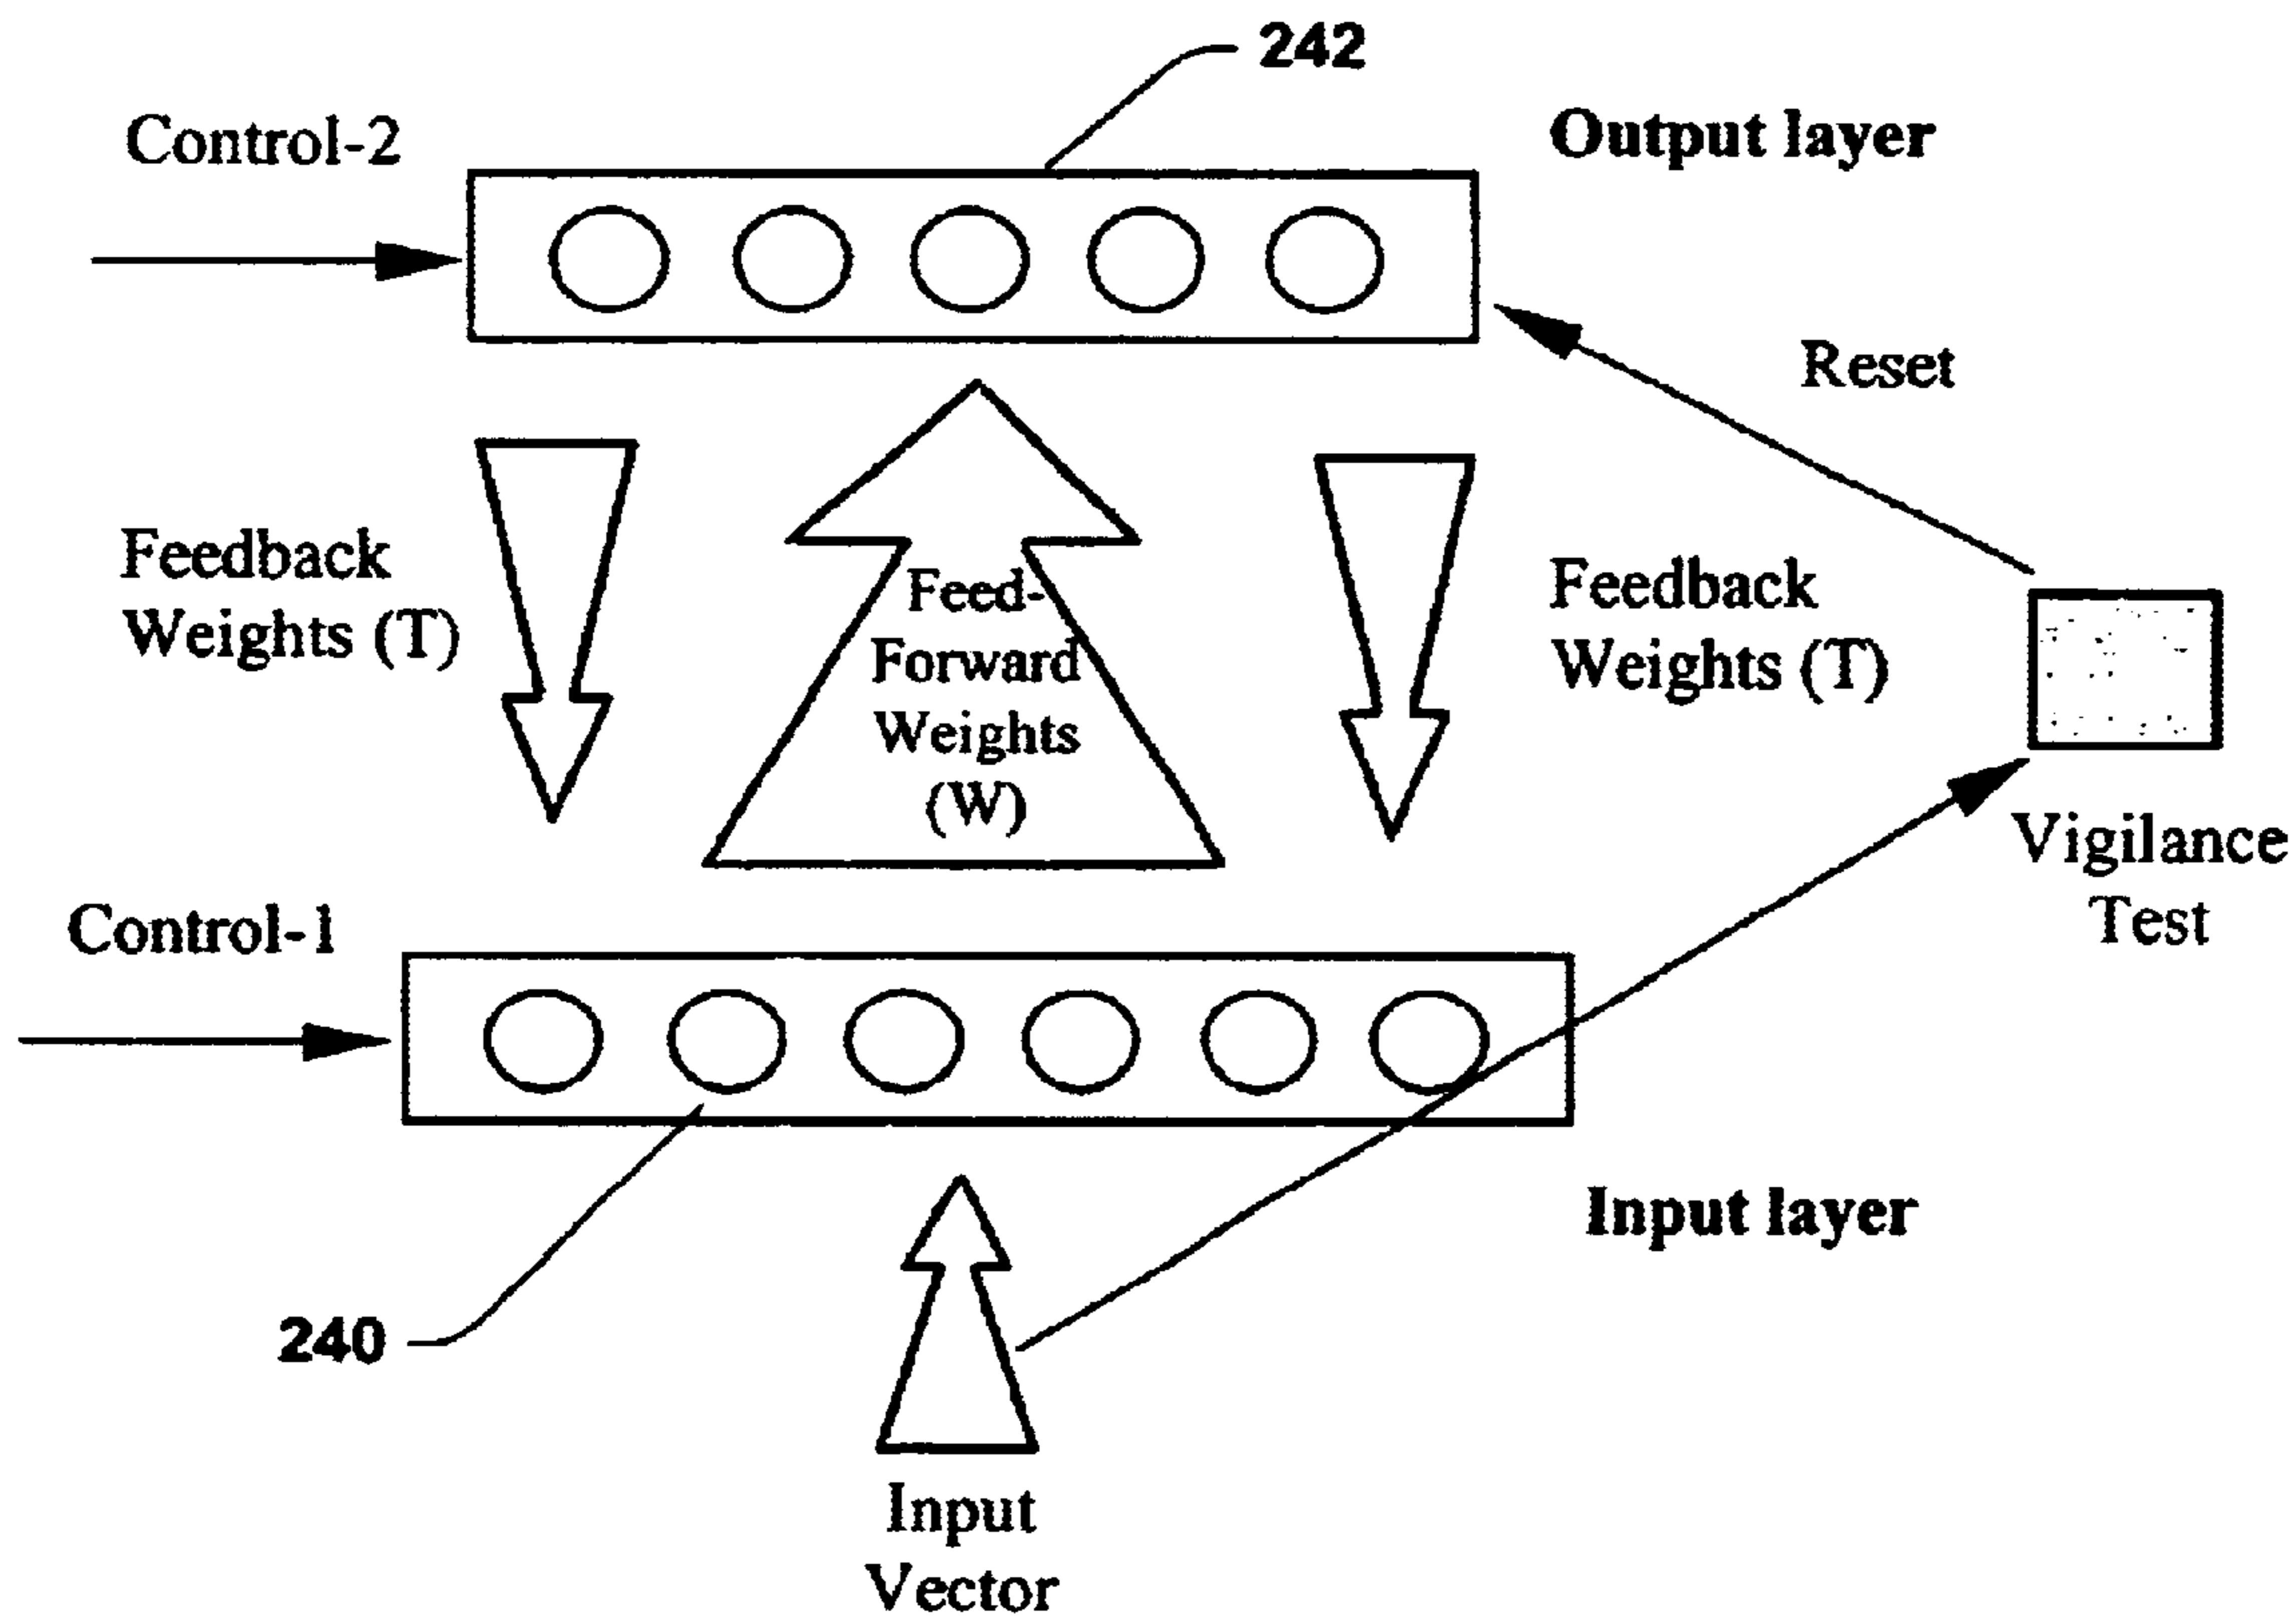 242
Control-2
Output layer
Reset
Feedback
Weights (T)
Feed-
Forward
Weights
(W)
Feedback
Weights (T)
Vigilance
Test
Control-1
Input layer
240
Input
Vector